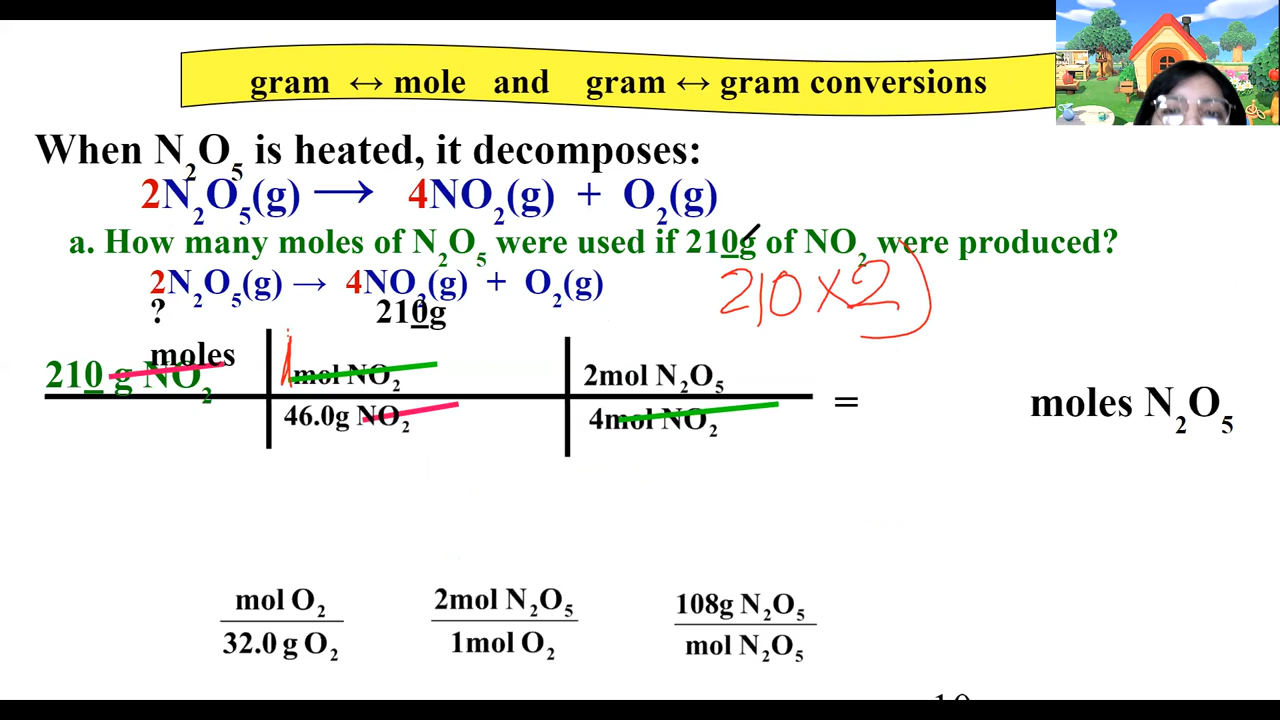 gram ↔ mole and gram ↔ gram conversions
When N₂O₅ is heated, it decomposes:
2N₂O₅(g) → 4NO₂(g) + O₂(g)
a. How many moles of N₂O₅ were used if 210g of NO₂ were produced?
2N₂O₅(g) → 4NO₂(g) + O₂(g)
210 x 2)
? 210g
moles
210 g NO₂ 1 mol NO₂ 2mol N₂O₅
46.0g NO₂ 4mol NO₂ = moles N₂O₅
mol O₂ 2mol N₂O₅ 108g N₂O₅
32.0 g O₂ 1mol O₂ mol N₂O₅